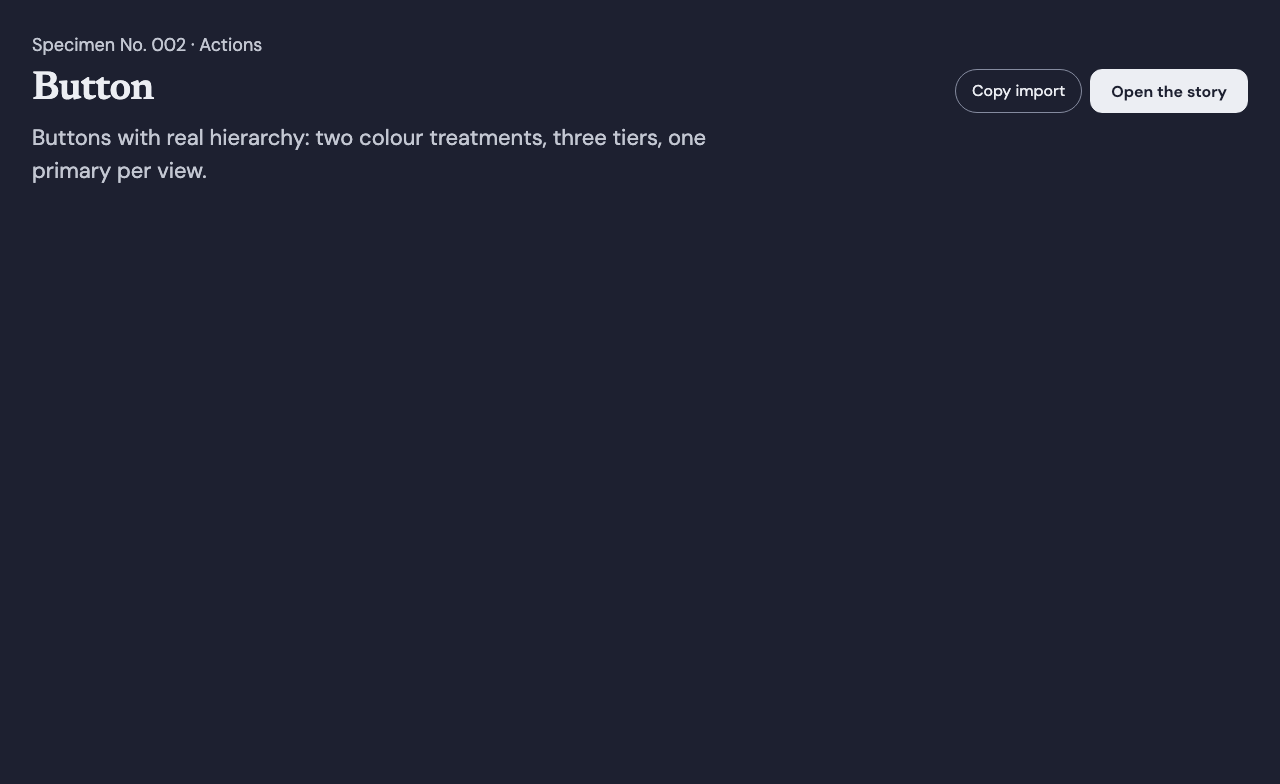 Specimen No. 002 · Actions
Button
Copy import
Open the story
Buttons with real hierarchy: two colour treatments, three tiers, one
primary per view.